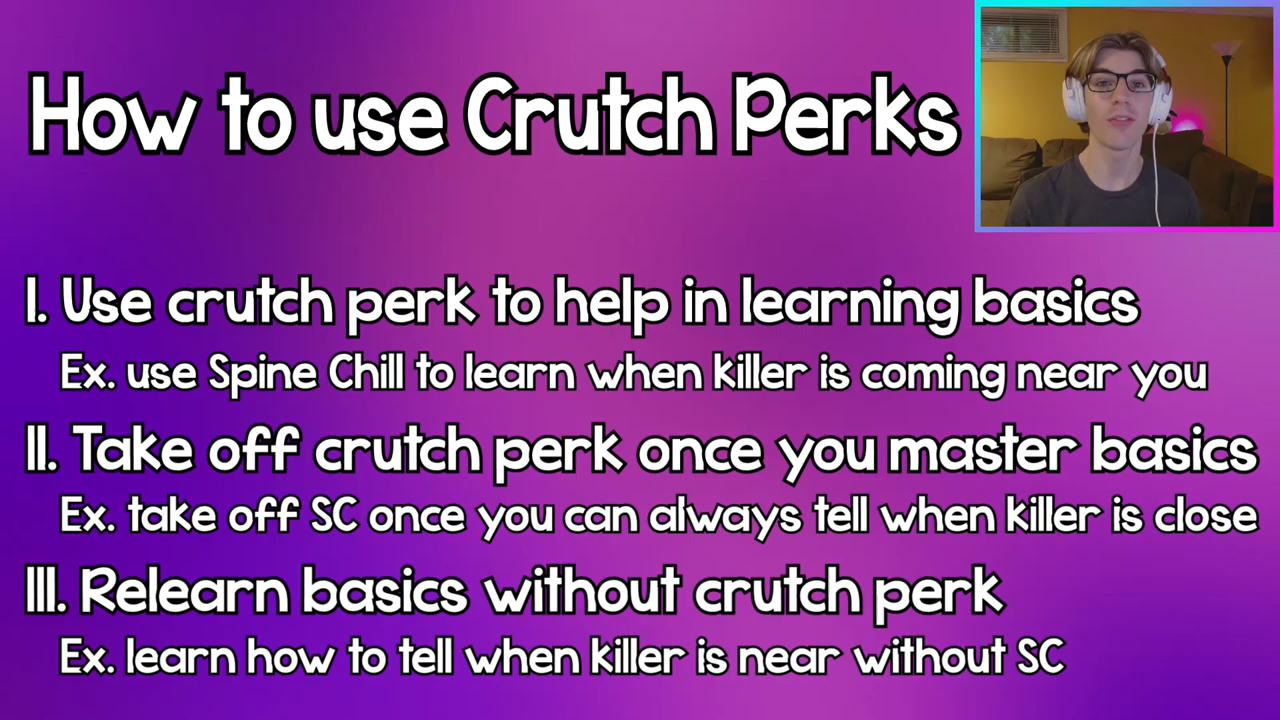 How to use Crutch Perks
I. Use crutch perk to help in learning basics
Ex. use Spine Chill to learn when killer is coming near you
II. Take off crutch perk once you master basics
Ex. take off SC once you can always tell when killer is close
III. Relearn basics without crutch perk
Ex. learn how to tell when killer is near without SC